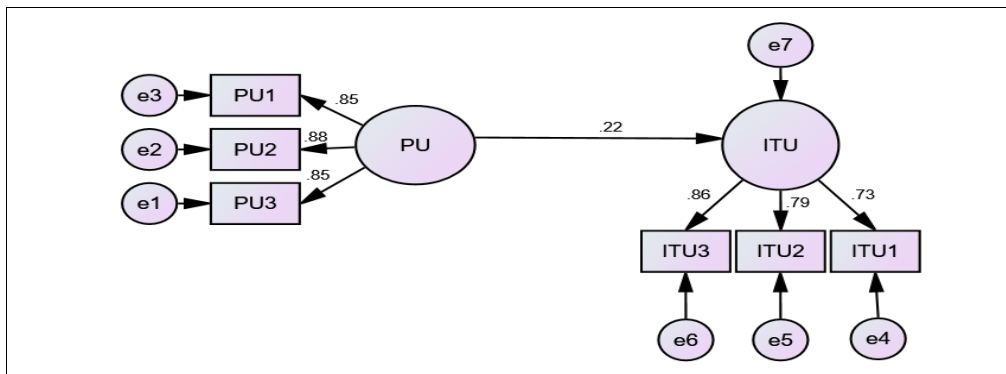 e7
e3
PU1
.85
e2
PU2
.88
PU
.22
ITU
e1
PU3
.85
.86
.79
.73
ITU3
ITU2
ITU1
e6
e5
e4